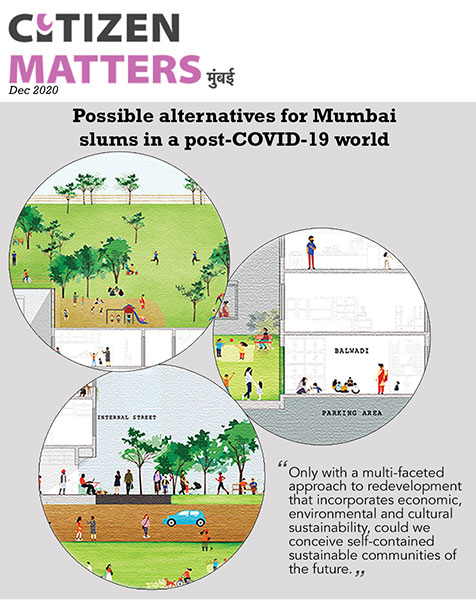 CiTIZEN
MATTERS मुंबई
Dec 2020
Possible alternatives for Mumbai
slums in a post-COVID-19 world
BALWADI
PARKING AREA
INTERNAL STREET
“Only with a multi-faceted
approach to redevelopment
that incorporates economic,
environmental and cultural
sustainability, could we
conceive self-contained
sustainable communities of
the future.”